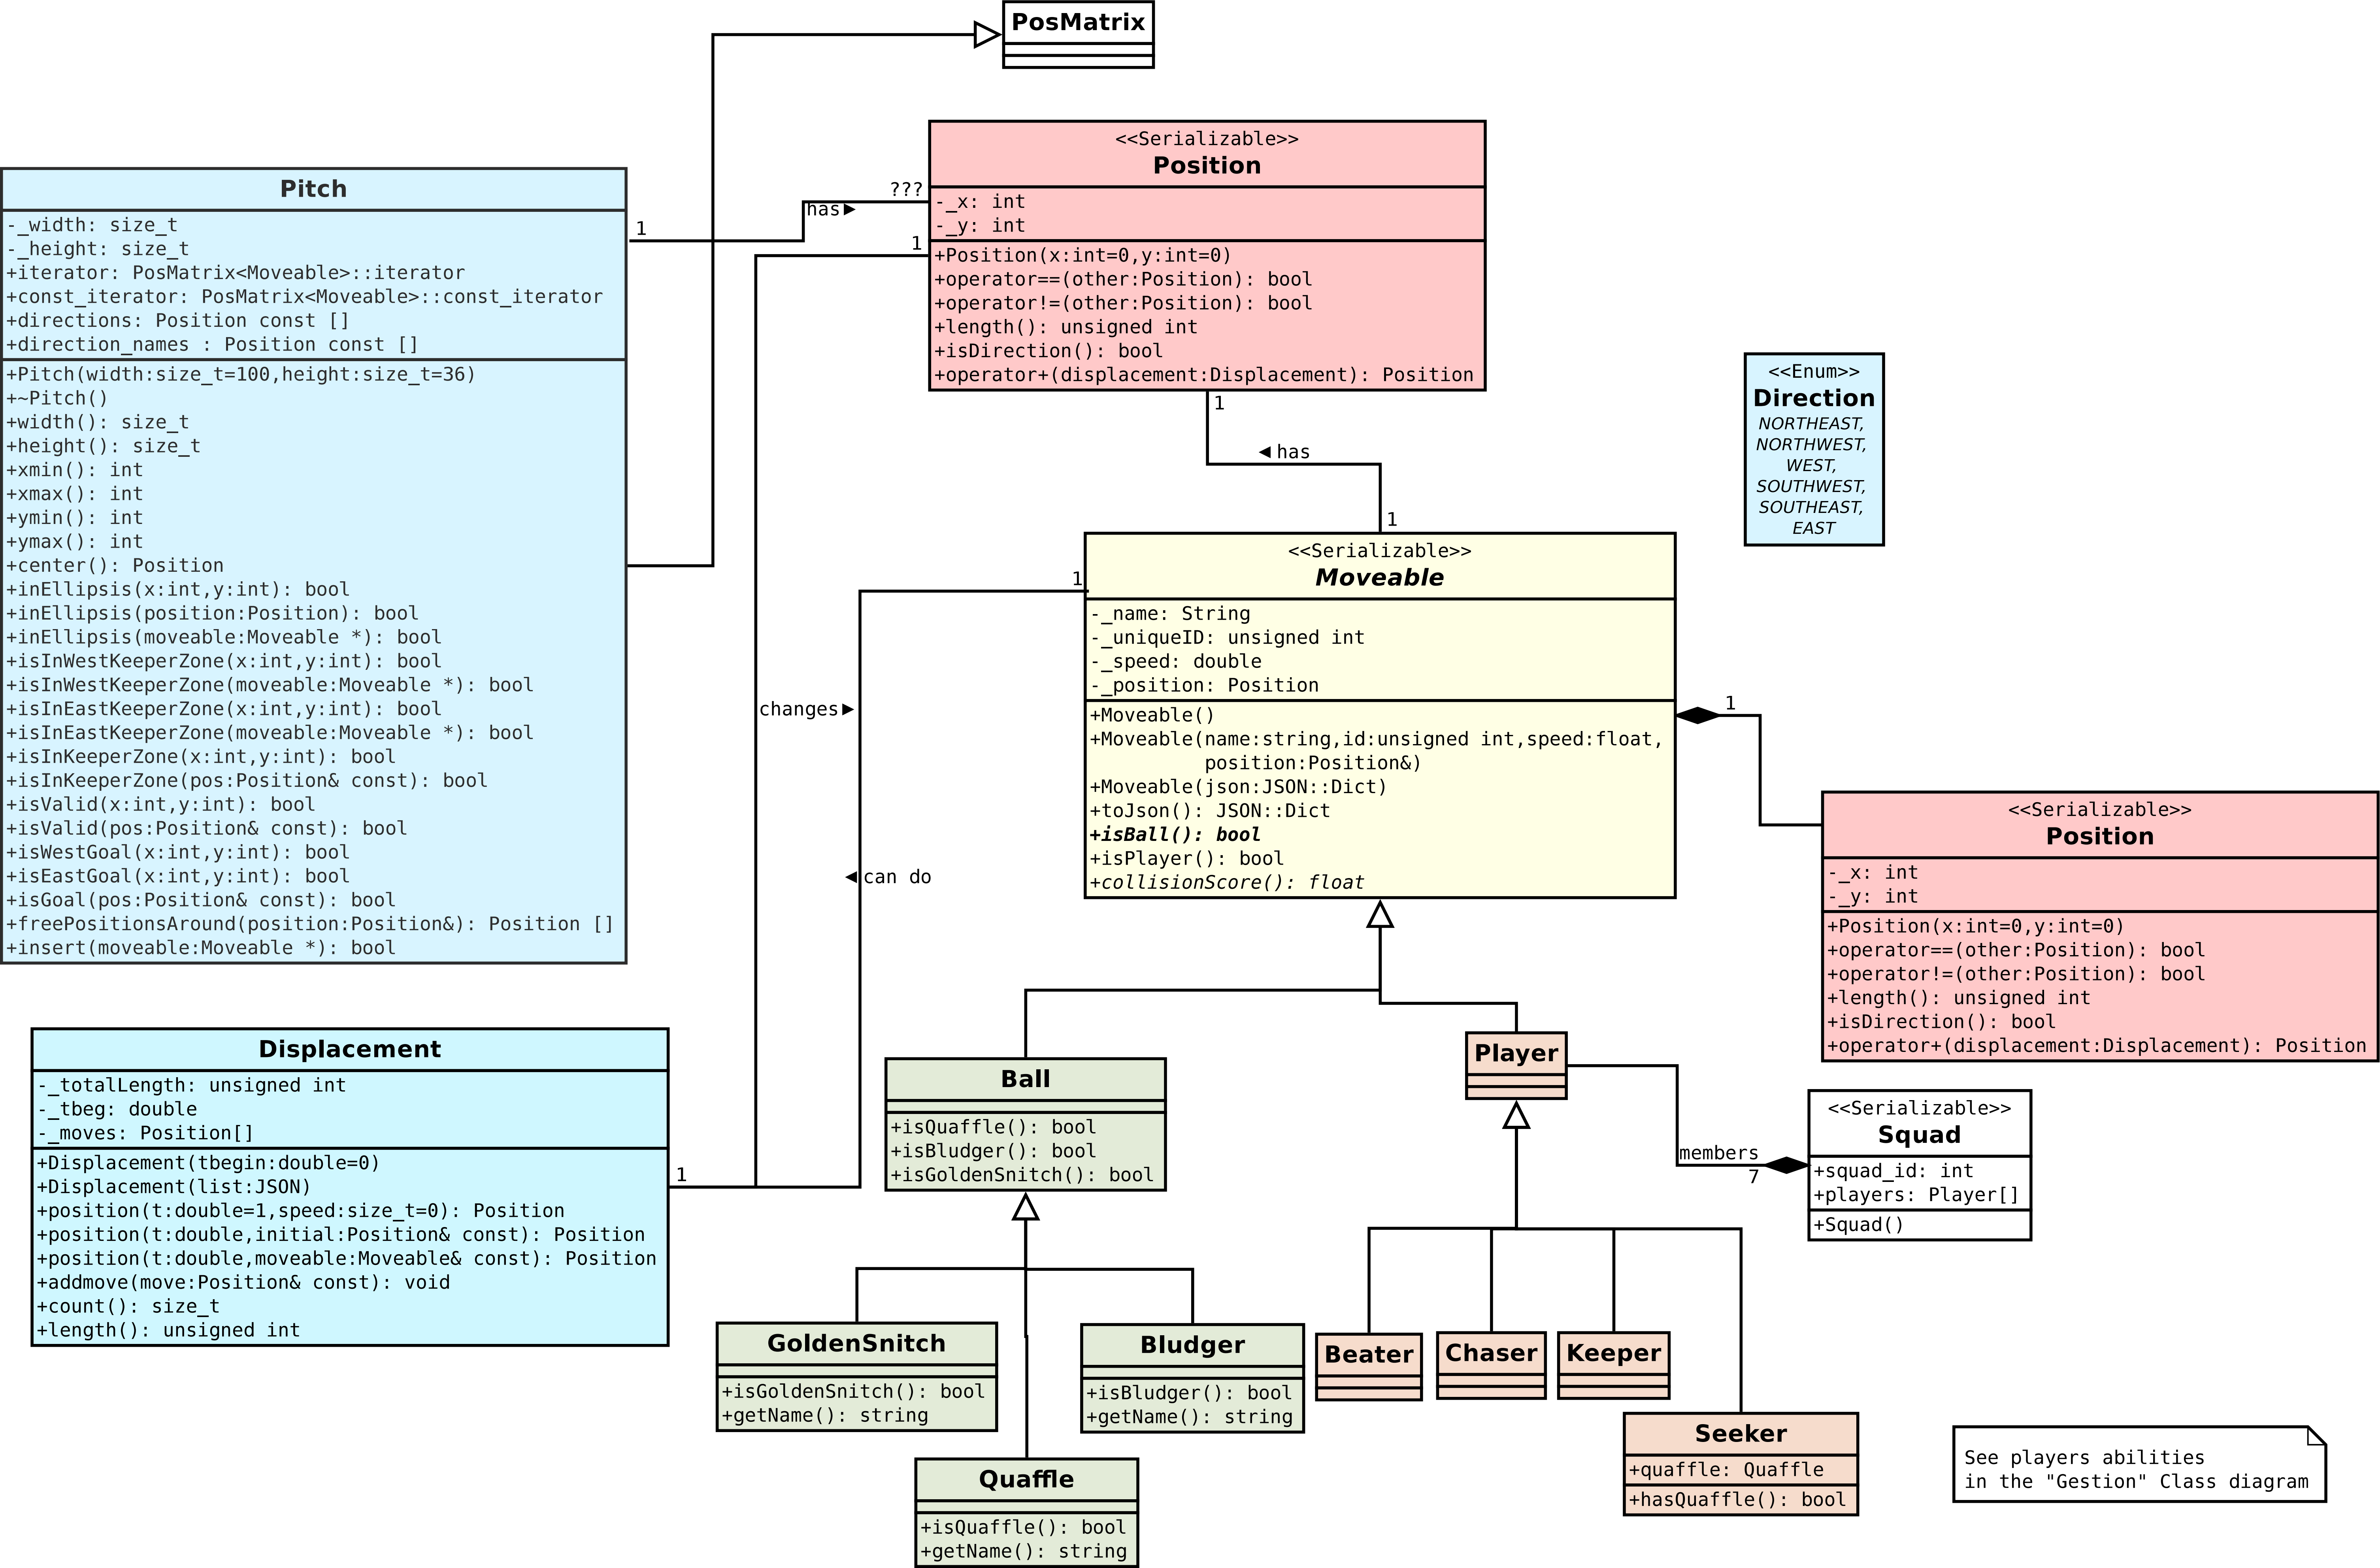 PosMatrix
<<Serializable>>
Position
-_x: int
-_y: int
+Position(x:int=0,y:int=0)
+operator==(other:Position): bool
+operator!=(other:Position): bool
+length(): unsigned int
+isDirection(): bool
+operator+(displacement:Displacement): Position
Pitch
-_width: size_t
-_height: size_t
+iterator: PosMatrix<Moveable>::iterator
+const_iterator: PosMatrix<Moveable>::const_iterator
+directions: Position const []
+direction_names : Position const []
+Pitch(width:size_t=100,height:size_t=36)
+~Pitch()
+width(): size_t
+height(): size_t
+xmin(): int
+xmax(): int
+ymin(): int
+ymax(): int
+center(): Position
+inEllipsis(x:int,y:int): bool
+inEllipsis(position:Position): bool
+inEllipsis(moveable:Moveable *): bool
+isInWestKeeperZone(x:int,y:int): bool
+isInWestKeeperZone(moveable:Moveable *): bool
+isInEastKeeperZone(x:int,y:int): bool
+isInEastKeeperZone(moveable:Moveable *): bool
+isInKeeperZone(x:int,y:int): bool
+isInKeeperZone(pos:Position& const): bool
+isValid(x:int,y:int): bool
+isValid(pos:Position& const): bool
+isWestGoal(x:int,y:int): bool
+isEastGoal(x:int,y:int): bool
+isGoal(pos:Position& const): bool
+freePositionsAround(position:Position&): Position []
+insert(moveable:Moveable *): bool
1
has►
???
1
1
◄ has
1
<<Enum>>
Direction
NORTHEAST,
NORTHWEST,
WEST,
SOUTHWEST,
SOUTHEAST,
EAST
<<Serializable>>
Moveable
-_name: String
-_uniqueID: unsigned int
-_speed: double
-_position: Position
+Moveable()
+Moveable(name:string,id:unsigned int,speed:float,
position:Position&)
+Moveable(json:JSON::Dict)
+toJson(): JSON::Dict
+isBall(): bool
+isPlayer(): bool
+collisionScore(): float
1
changes►
◄can do
1
<<Serializable>>
Position
-_x: int
-_y: int
+Position(x:int=0,y:int=0)
+operator==(other:Position): bool
+operator!=(other:Position): bool
+length(): unsigned int
+isDirection(): bool
+operator+(displacement:Displacement): Position
Displacement
-_totalLength: unsigned int
-_tbeg: double
-_moves: Position[]
+Displacement(tbegin:double=0)
+Displacement(list:JSON)
+position(t:double=1,speed:size_t=0): Position
+position(t:double,initial:Position& const): Position
+position(t:double,moveable:Moveable& const): Position
+addmove(move:Position& const): void
+count(): size_t
+length(): unsigned int
1
Ball
+isQuaffle(): bool
+isBludger(): bool
+isGoldenSnitch(): bool
Player
members
7
<<Serializable>>
Squad
+squad_id: int
+players: Player[]
+Squad()
GoldenSnitch
+isGoldenSnitch(): bool
+getName(): string
Bludger
+isBludger(): bool
+getName(): string
Quaffle
+isQuaffle(): bool
+getName(): string
Beater
Chaser
Keeper
Seeker
+quaffle: Quaffle
+hasQuaffle(): bool
See players abilities
in the "Gestion" Class diagram